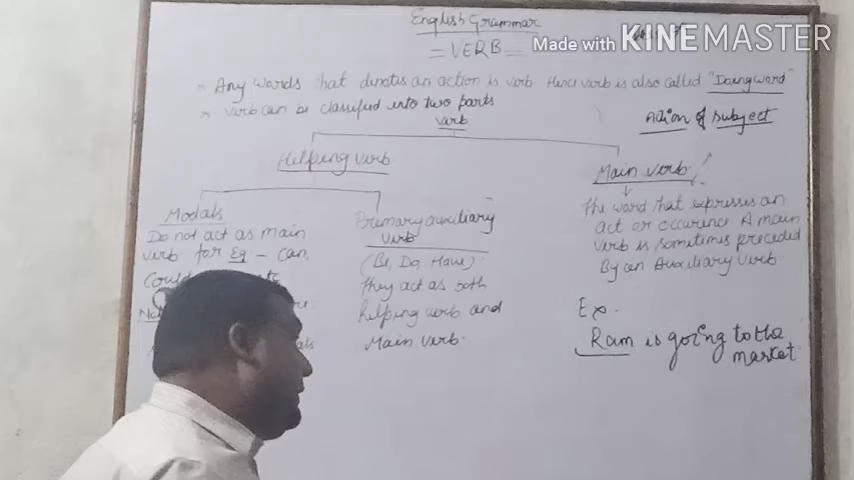 English Grammar
Made with KINEMASTER
= VERB =
Any words that denotes an action is verb Hence verb is also called "Doing word"
verb can be classified into two parts
Action of subject
verb
Helping verb
Main verb
Modals
Do not act as main
verb for Eg - Can,
Could
Primary auxiliary
verb
(Be, Do, Have)
They act as both
helping verb and
Main verb.
The word that expresses an
act or occurence A main
verb is sometimes preceded
By an Auxiliary verb.
Ex.
Ram is going to the
market